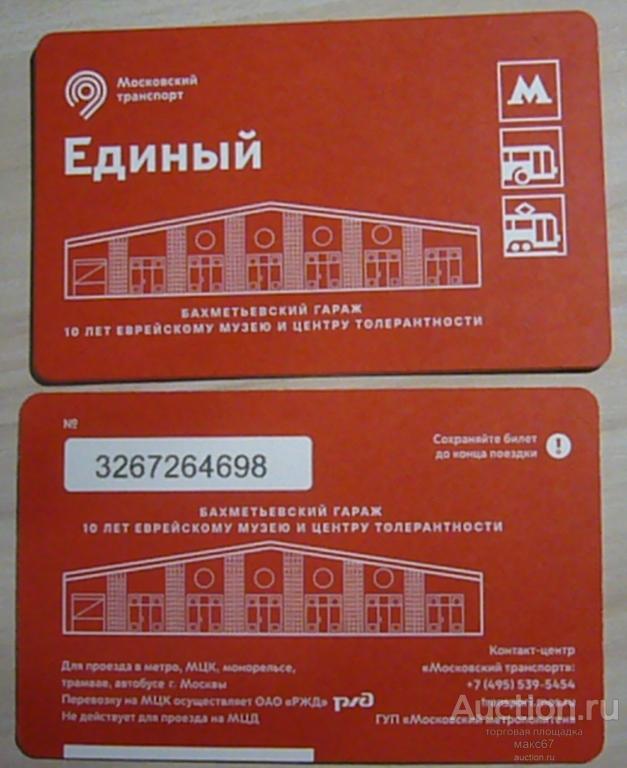 Московский
транспорт
Единый
М
БАХМЕТЬЕВСКИЙ ГАРАЖ
10 ЛЕТ ЕВРЕЙСКОМУ МУЗЕЮ И ЦЕНТРУ ТОЛЕРАНТНОСТИ
№
3267264698
Сохраняйте билет
до конца поездки
БАХМЕТЬЕВСКИЙ ГАРАЖ
10 ЛЕТ ЕВРЕЙСКОМУ МУЗЕЮ И ЦЕНТРУ ТОЛЕРАНТНОСТИ
Для проезда в метро, МЦК, монорельсе,
трамвае, автобусе г. Москвы
Перевозку на МЦК осуществляет ОАО «РЖД» ржд
Не действует для проезда на МЦД
Контакт-центр
«Московский транспорт»:
+7 (495) 539-5454
ГУП «Московский метрополитен»
Auction.ru
торговая площадка
макс67
auction.ru